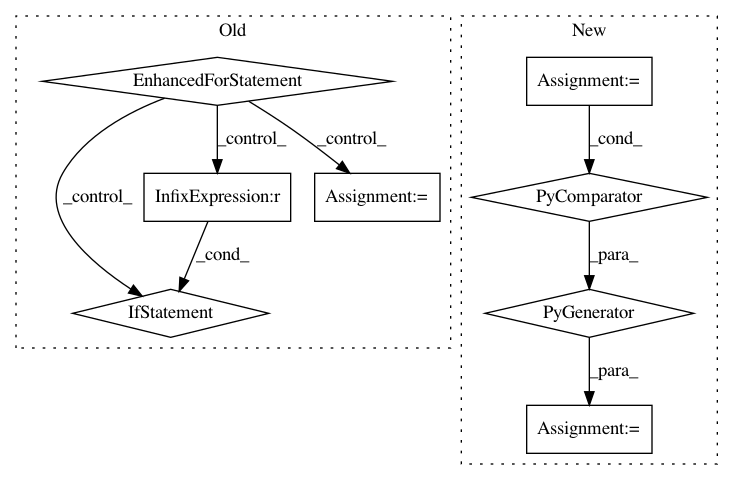 Old
New
EnhancedForStatement
Assignment:=
_control_
_control_
_cond_
_control_
InfixExpression:r
Assignment:=
PyComparator
_cond_
_para_
IfStatement
PyGenerator
_para_
Assignment:=